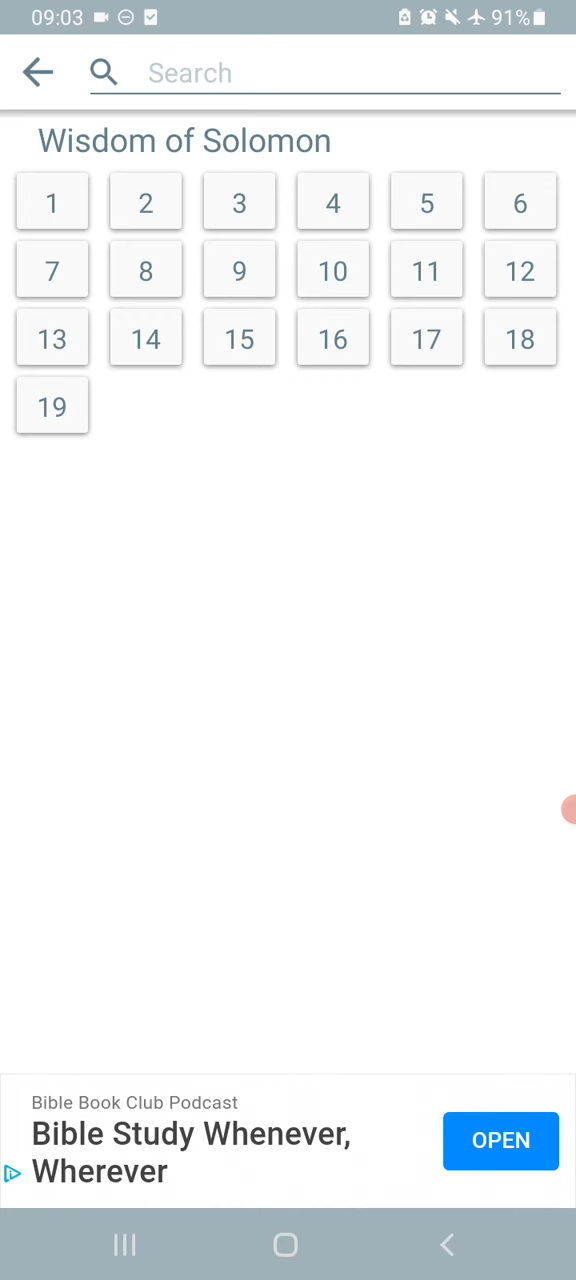 09:03 91%
Search
Wisdom of Solomon
1 2 3 4 5 6
7 8 9 10 11 12
13 14 15 16 17 18
19
Bible Book Club Podcast
Bible Study Whenever,
Wherever
OPEN